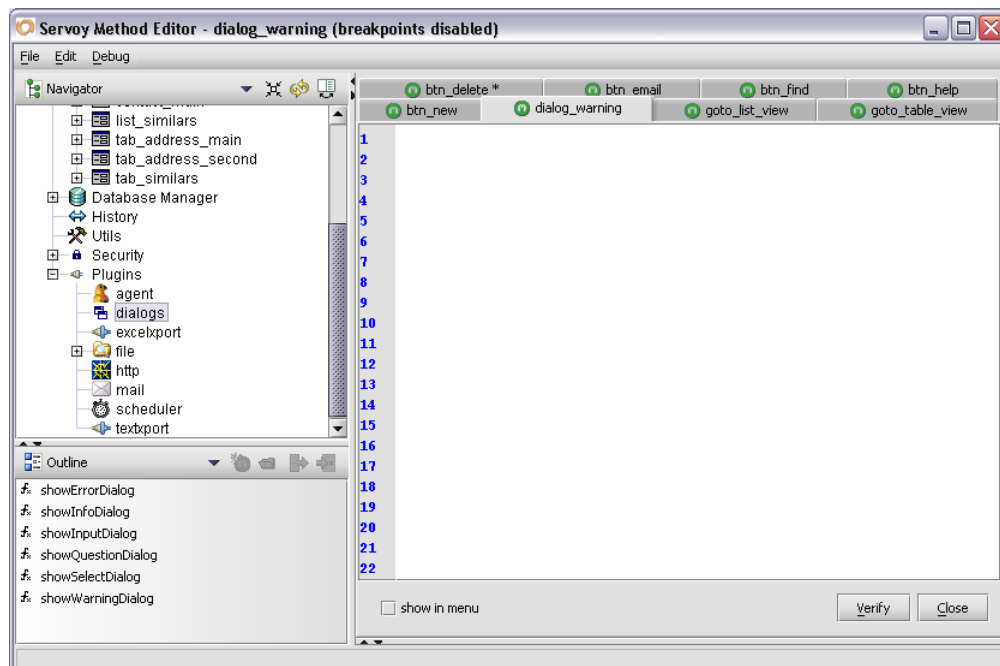 Servoy Method Editor - dialog_warning (breakpoints disabled)
File Edit Debug
Navigator
list_similars
tab_address_main
tab_address_second
tab_similars
Database Manager
History
Utils
Security
Plugins
agent
dialogs
excelxport
file
http
mail
scheduler
textxport
Outline
showErrorDialog
showInfoDialog
showInputDialog
showQuestionDialog
showSelectDialog
showWarningDialog
btn_delete * btn_email btn_find btn_help
btn_new dialog_warning goto_list_view goto_table_view
1
2
3
4
5
6
7
8
9
10
11
12
13
14
15
16
17
18
19
20
21
22
show in menu Verify Close